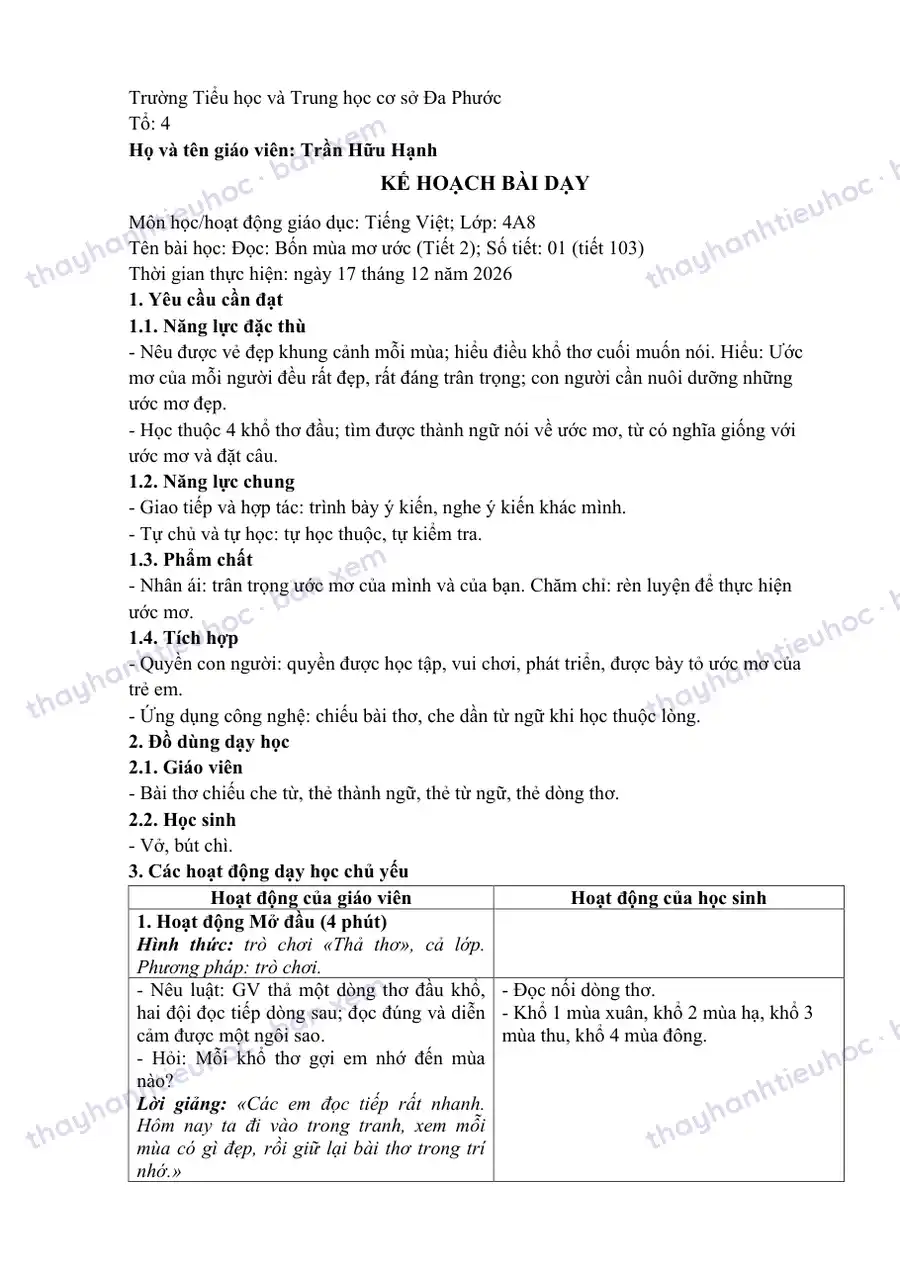 Trường Tiểu học và Trung học cơ sở Đa Phước
Tổ: 4
Họ và tên giáo viên: Trần Hữu Hạnh
KẾ HOẠCH BÀI DẠY
Môn học/hoạt động giáo dục: Tiếng Việt; Lớp: 4A8
Tên bài học: Đọc: Bốn mùa mơ ước (Tiết 2); Số tiết: 01 (tiết 103)
Thời gian thực hiện: ngày 17 tháng 12 năm 2026
1. Yêu cầu cần đạt
1.1. Năng lực đặc thù
- Nêu được vẻ đẹp khung cảnh mỗi mùa; hiểu điều khổ thơ cuối muốn nói. Hiểu: Ước
mơ của mỗi người đều rất đẹp, rất đáng trân trọng; con người cần nuôi dưỡng những
ước mơ đẹp.
- Học thuộc 4 khổ thơ đầu; tìm được thành ngữ nói về ước mơ, từ có nghĩa giống với
ước mơ và đặt câu.
1.2. Năng lực chung
- Giao tiếp và hợp tác: trình bày ý kiến, nghe ý kiến khác mình.
- Tự chủ và tự học: tự học thuộc, tự kiểm tra.
1.3. Phẩm chất
- Nhân ái: trân trọng ước mơ của mình và của bạn. Chăm chỉ: rèn luyện để thực hiện
ước mơ.
1.4. Tích hợp
- Quyền con người: quyền được học tập, vui chơi, phát triển, được bày tỏ ước mơ của
trẻ em.
- Ứng dụng công nghệ: chiếu bài thơ, che dần từ ngữ khi học thuộc lòng.
2. Đồ dùng dạy học
2.1. Giáo viên
- Bài thơ chiếu che từ, thẻ thành ngữ, thẻ từ ngữ, thẻ dòng thơ.
2.2. Học sinh
- Vở, bút chì.
3. Các hoạt động dạy học chủ yếu
Hoạt động của giáo viên
Hoạt động của học sinh
1. Hoạt động Mở đầu (4 phút)
Hình thức: trò chơi «Thả thơ», cả lớp.
Phương pháp: trò chơi.
- Nêu luật: GV thả một dòng thơ đầu khổ,
hai đội đọc tiếp dòng sau; đọc đúng và diễn
cảm được một ngôi sao.
- Hỏi: Mỗi khổ thơ gợi em nhớ đến mùa
nào?
Lời giảng: «Các em đọc tiếp rất nhanh.
Hôm nay ta đi vào trong tranh, xem mỗi
mùa có gì đẹp, rồi giữ lại bài thơ trong trí
nhớ.»
- Đọc nối dòng thơ.
- Khổ 1 mùa xuân, khổ 2 mùa hạ, khổ 3
mùa thu, khổ 4 mùa đông.
thayhanhtieuhoc · bản xem
thayhanhtieuhoc · b
thayhanhtieuhoc · bản xem
thayhanhtieuhoc · b
thayhanhtieuhoc · bản xem
thayhanhtieuhoc · b